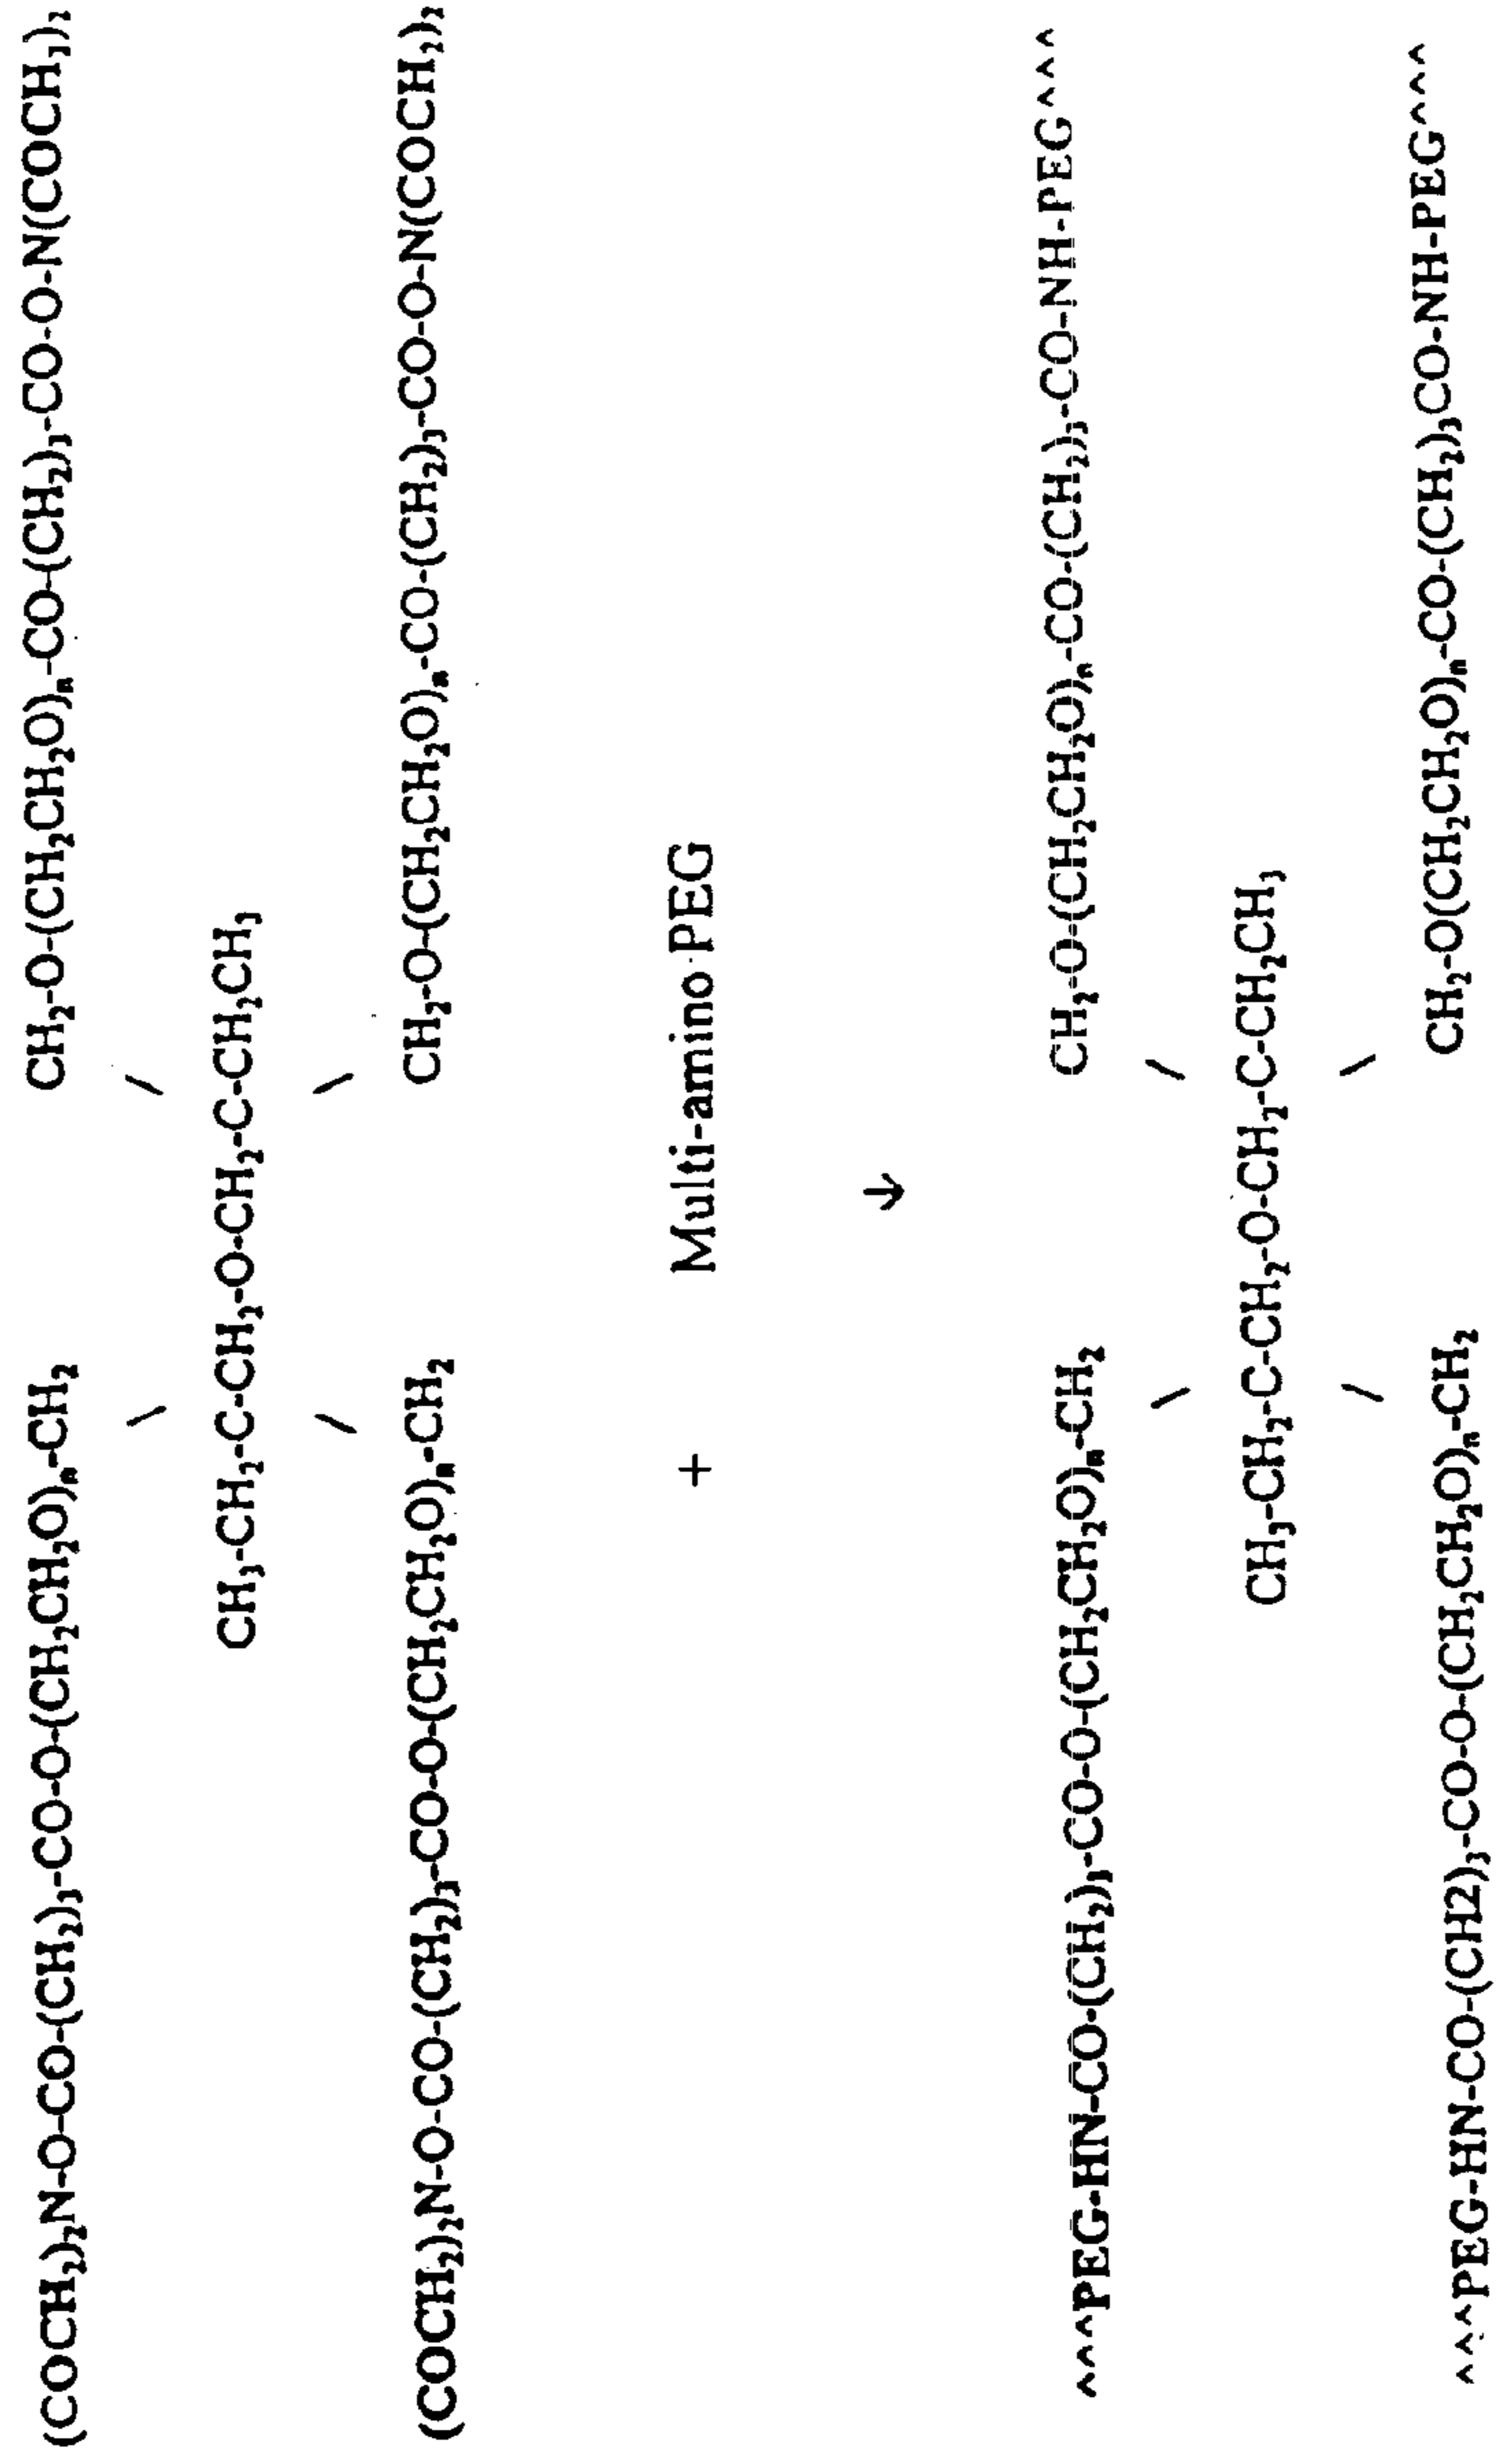 (COCH₂)₂N-O-CO-(CH₂)₃-CO-O-(CH₂CH₂O)ₙ-CH₂ CH₂-O-(CH₂CH₂O)ₙ-CO-(CH₂)₃-CO-O-N(COCH₂)₂
\ /
CH₃-CH₂-C-CH₂-O-CH₂-C-CH₂CH₃
/ \
(COCH₂)₂N-O-CO-(CH₂)₃-CO-O-(CH₂CH₂O)ₙ-CH₂ CH₂-O-(CH₂CH₂O)ₙ-CO-(CH₂)₃-CO-O-N(COCH₂)₂
+ Multi-amino PEG
↓
^^^PEG-HN-CO-(CH₂)₃-CO-O-(CH₂CH₂O)ₙ-CH₂ CH₂-O-(CH₂CH₂O)ₙ-CO-(CH₂)₃-CO-NH-PEG^^^
\ /
CH₃-CH₂-C-CH₂-O-CH₂-C-CH₂CH₃
/ \
^^^PEG-HN-CO-(CH2)₃-CO-O-(CH₂CH₂O)ₙ-CH₂ CH₂-O((CH₂CH₂O)ₙ-CO-(CH₂)₃CO-NH-PEG^^^